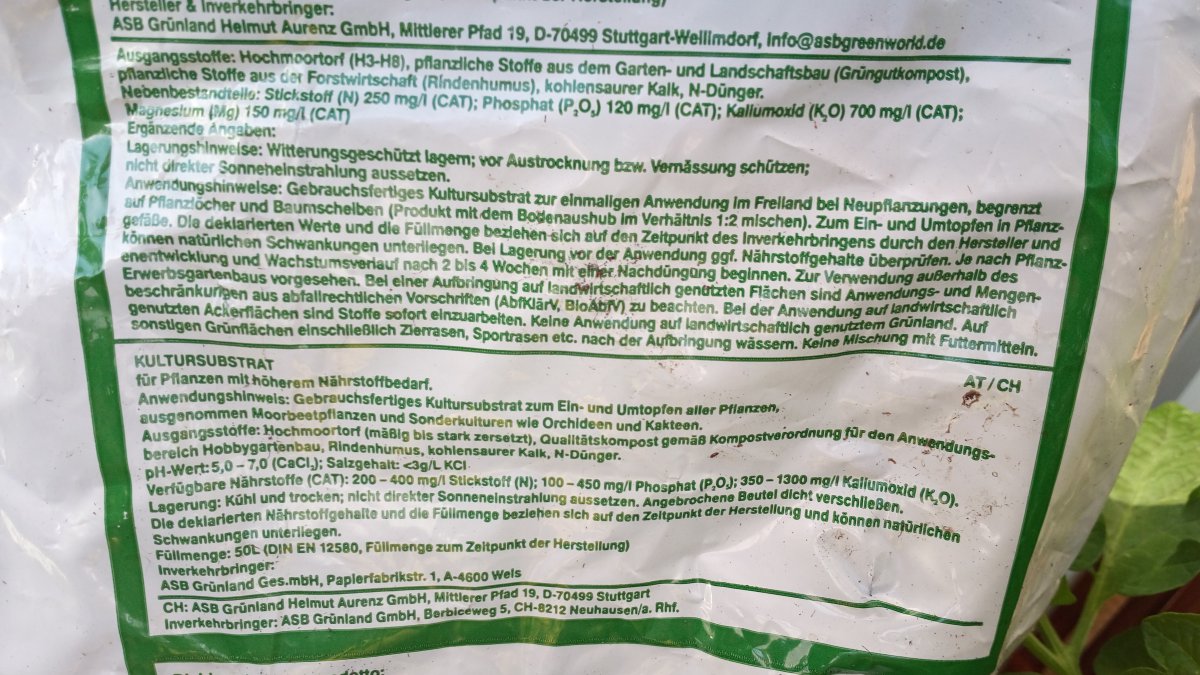 zum Zeitpunkt der Herstellung)
Hersteller & Inverkehrbringer:
ASB Grünland Helmut Aurenz GmbH, Mittlerer Pfad 19, D-70499 Stuttgart-Weilimdorf, info@asbgreenworld.de
Ausgangsstoffe: Hochmoortorf (H3-H8), pflanzliche Stoffe aus dem Garten- und Landschaftsbau (Grüngutkompost),
pflanzliche Stoffe aus der Forstwirtschaft (Rindenhumus), kohlensaurer Kalk, N-Dünger.
Nebenbestandteile: Stickstoff (N) 250 mg/l (CAT); Phosphat (P₂O₅) 120 mg/l (CAT); Kaliumoxid (K₂O) 700 mg/l (CAT);
Magnesium (Mg) 150 mg/l (CAT)
Ergänzende Angaben:
Lagerungshinweise: Witterungsgeschützt lagern; vor Austrocknung bzw. Vernässung schützen;
nicht direkter Sonneneinstrahlung aussetzen.
Anwendungshinweise: Gebrauchsfertiges Kultursubstrat zur einmaligen Anwendung im Freiland bei Neupflanzungen, begrenzt
auf Pflanzlöcher und Baumscheiben (Produkt mit dem Bodenaushub im Verhältnis 1:2 mischen). Zum Ein- und Umtopfen in Pflanz-
gefäße. Die deklarierten Werte und die Füllmenge beziehen sich auf den Zeitpunkt des Inverkehrbringens durch den Hersteller und
können natürlichen Schwankungen unterliegen. Bei Lagerung vor der Anwendung ggf. Nährstoffgehalte überprüfen. Je nach Pflanz-
enentwicklung und Wachstumsverlauf nach 2 bis 4 Wochen mit einer Nachdüngung beginnen. Zur Verwendung außerhalb des
Erwerbsgartenbaus vorgesehen. Bei einer Aufbringung auf landwirtschaftlich genutzten Flächen sind Anwendungs- und Mengen-
beschränkungen aus abfallrechtlichen Vorschriften (AbfKlärV, BioAbfV) zu beachten. Bei der Anwendung auf landwirtschaftlich
genutzten Ackerflächen sind Stoffe sofort einzuarbeiten. Keine Anwendung auf landwirtschaftlich genutztem Grünland. Auf
sonstigen Grünflächen einschließlich Zierrasen, Sportrasen etc. nach der Aufbringung wässern. Keine Mischung mit Futtermitteln.
KULTURSUBSTRAT
AT / CH
für Pflanzen mit höherem Nährstoffbedarf.
Anwendungshinweis: Gebrauchsfertiges Kultursubstrat zum Ein- und Umtopfen aller Pflanzen,
ausgenommen Moorbeetpflanzen und Sonderkulturen wie Orchideen und Kakteen.
Ausgangsstoffe: Hochmoortorf (mäßig bis stark zersetzt), Qualitätskompost gemäß Kompostverordnung für den Anwendungs-
bereich Hobbygartenbau, Rindenhumus, kohlensaurer Kalk, N-Dünger.
pH-Wert: 5,0 – 7,0 (CaCl₂); Salzgehalt: <3g/L KCl
Verfügbare Nährstoffe (CAT): 200 – 400 mg/l Stickstoff (N); 100 – 450 mg/l Phosphat (P₂O₅); 350 – 1300 mg/l Kaliumoxid (K₂O).
Lagerung: Kühl und trocken; nicht direkter Sonneneinstrahlung aussetzen. Angebrochene Beutel dicht verschließen.
Die deklarierten Nährstoffgehalte und die Füllmenge beziehen sich auf den Zeitpunkt der Herstellung und können natürlichen
Schwankungen unterliegen.
Füllmenge: 50L (DIN EN 12580, Füllmenge zum Zeitpunkt der Herstellung)
Inverkehrbringer:
ASB Grünland Ges.mbH, Papierfabrikstr. 1, A-4600 Wels
CH: ASB Grünland Helmut Aurenz GmbH, Mittlerer Pfad 19, D-70499 Stuttgart
Inverkehrbringer: ASB Grünland GmbH, Berbiceweg 5, CH-8212 Neuhausen/a. Rhf.